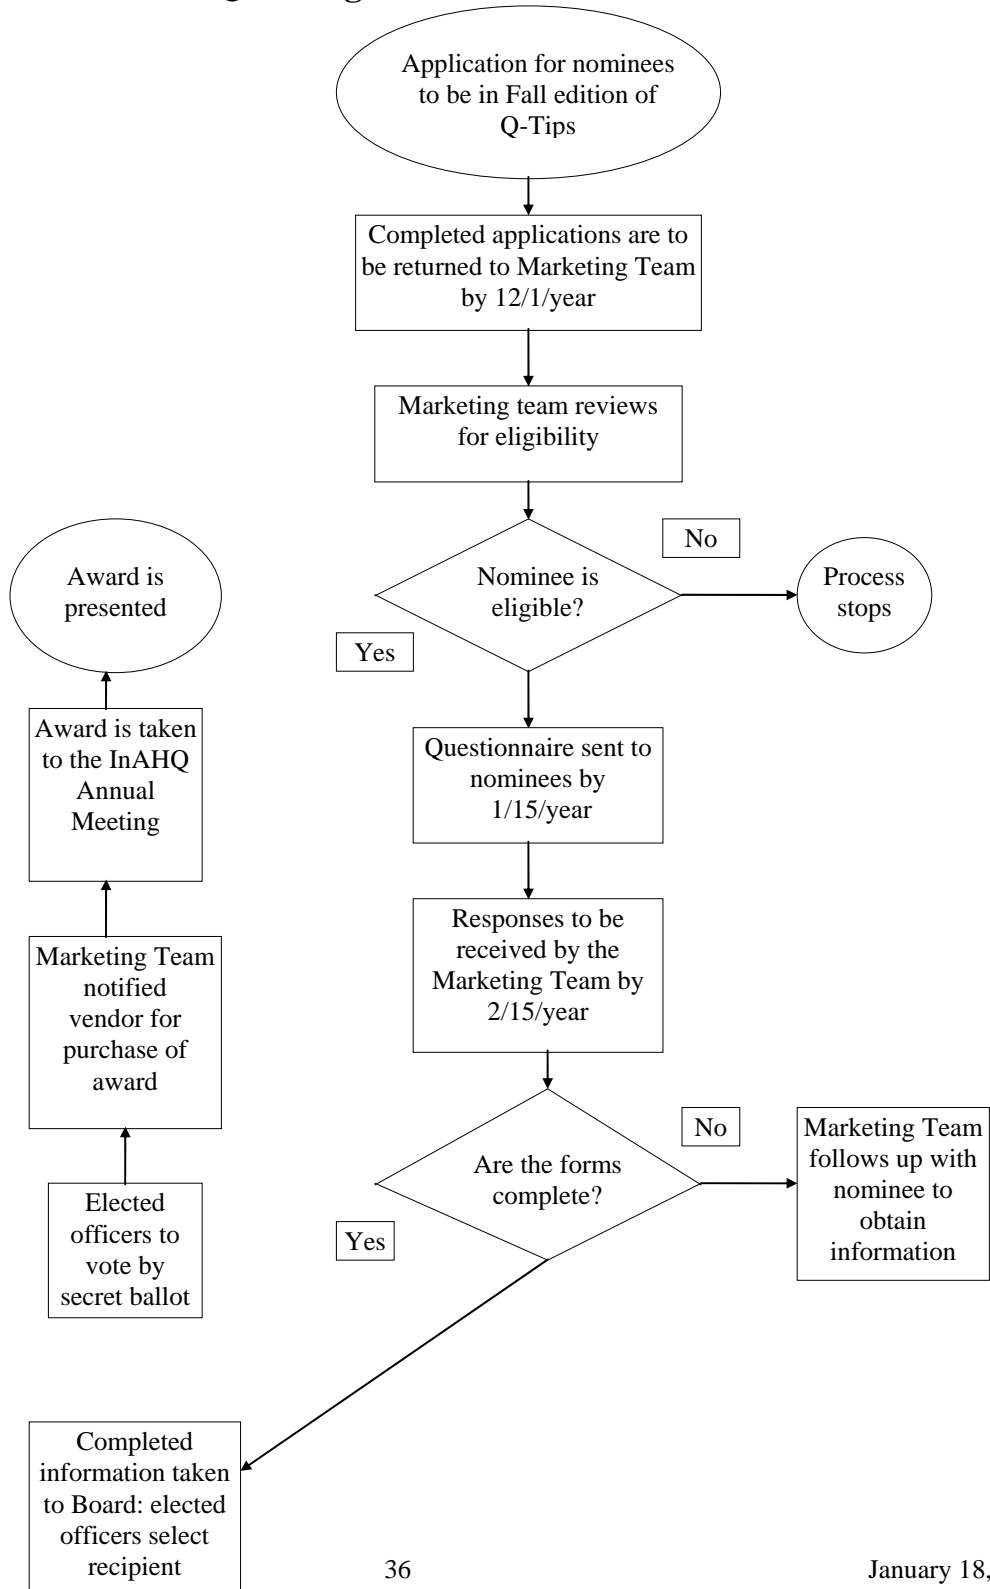 Application for nominees
to be in Fall edition of
Q-Tips
Completed applications are to
be returned to Marketing Team
by 12/1/year
Marketing team reviews
for eligibility
No
Nominee is
eligible?
Process
stops
Yes
Award is
presented
Questionnaire sent to
nominees by
1/15/year
Award is taken
to the InAHQ
Annual
Meeting
Responses to be
received by the
Marketing Team by
2/15/year
Marketing Team
notified
vendor for
purchase of
award
Are the forms
complete?
No
Marketing Team
follows up with
nominee to
obtain
information
Yes
Elected
officers to
vote by
secret ballot
Completed
information taken
to Board: elected
officers select
recipient
36
January 18,